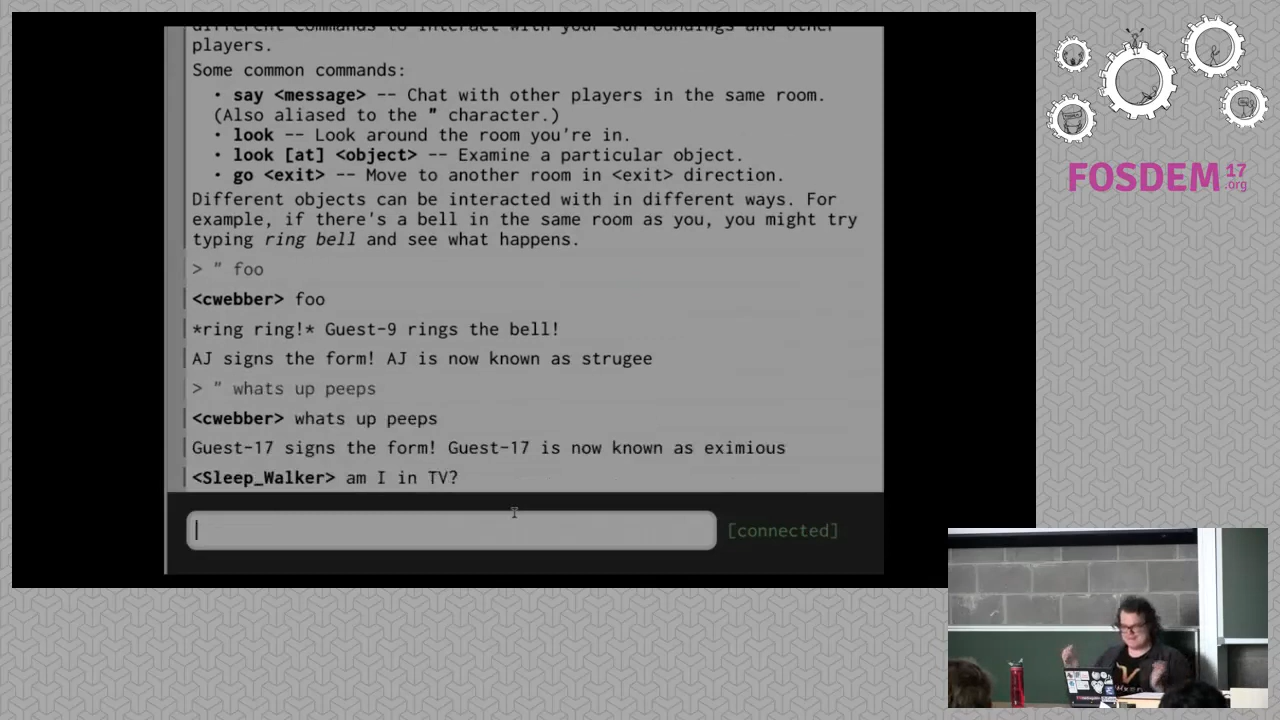 different commands to interact with your surroundings and other
players.
Some common commands:
• say <message> -- Chat with other players in the same room.
(Also aliased to the " character.)
• look -- Look around the room you're in.
• look [at] <object> -- Examine a particular object.
• go <exit> -- Move to another room in <exit> direction.
Different objects can be interacted with in different ways. For
example, if there's a bell in the same room as you, you might try
typing ring bell and see what happens.
> " foo
<cwebber> foo
*ring ring!* Guest-9 rings the bell!
AJ signs the form! AJ is now known as strugee
> " whats up peeps
<cwebber> whats up peeps
Guest-17 signs the form! Guest-17 is now known as eximious
<Sleep_Walker> am I in TV?
[connected]
FOSDEM 17
.org